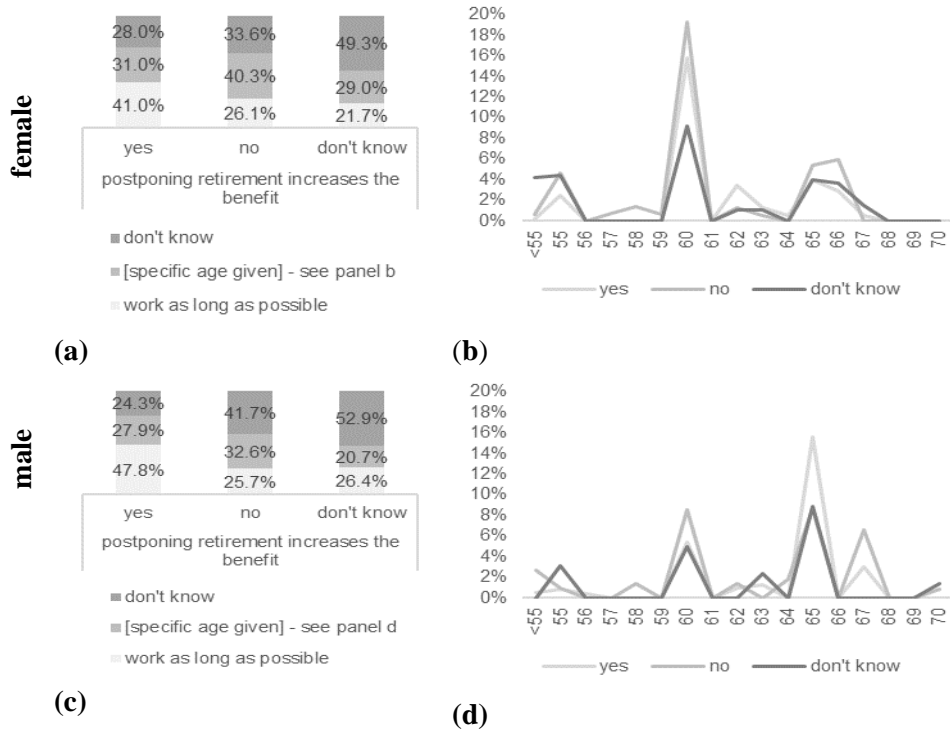 female
28.0% 33.6% 49.3%
31.0% 40.3% 29.0%
41.0% 26.1% 21.7%
yes no don't know
postponing retirement increases the
benefit
don't know
[specific age given] - see panel b
work as long as possible
(a)
20%
18%
16%
14%
12%
10%
8%
6%
4%
2%
0%
<55 55 56 57 58 59 60 61 62 63 64 65 66 67 68 69 70
yes no don't know
(b)
male
24.3% 41.7% 52.9%
27.9% 32.6% 20.7%
47.8% 25.7% 26.4%
yes no don't know
postponing retirement increases the
benefit
don't know
[specific age given] - see panel d
work as long as possible
(c)
20%
18%
16%
14%
12%
10%
8%
6%
4%
2%
0%
<55 55 56 57 58 59 60 61 62 63 64 65 66 67 68 69 70
yes no don't know
(d)